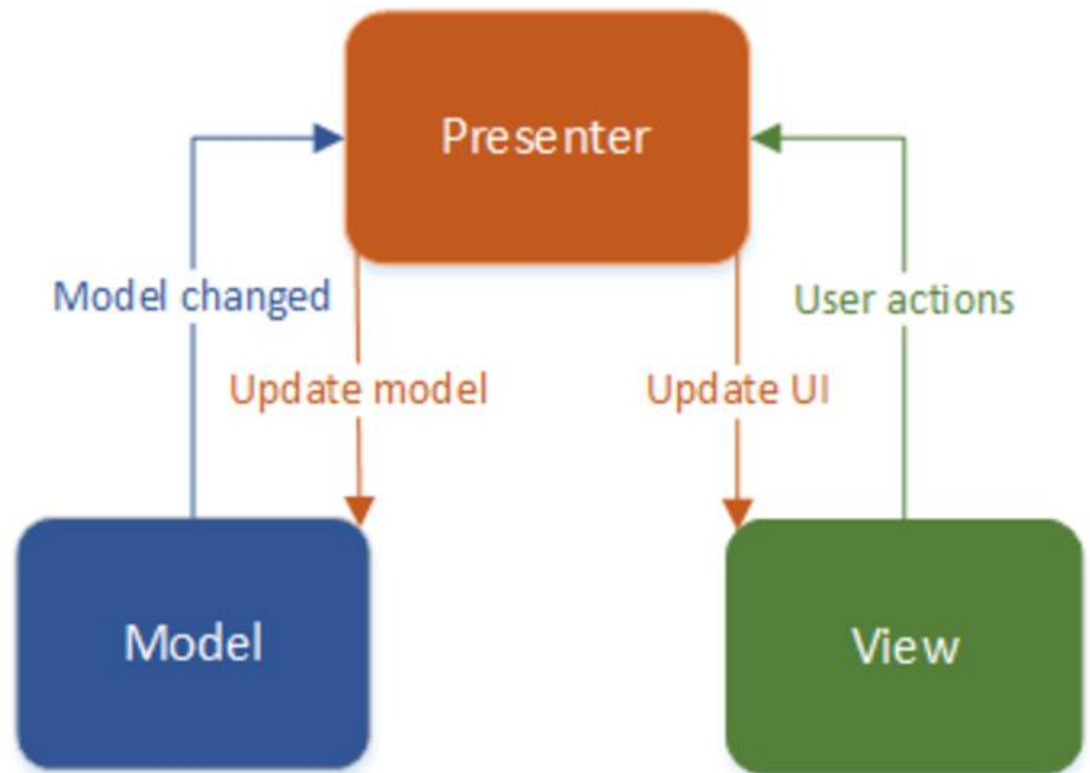 Presenter
Model changed
User actions
Update model
Update UI
Model
View